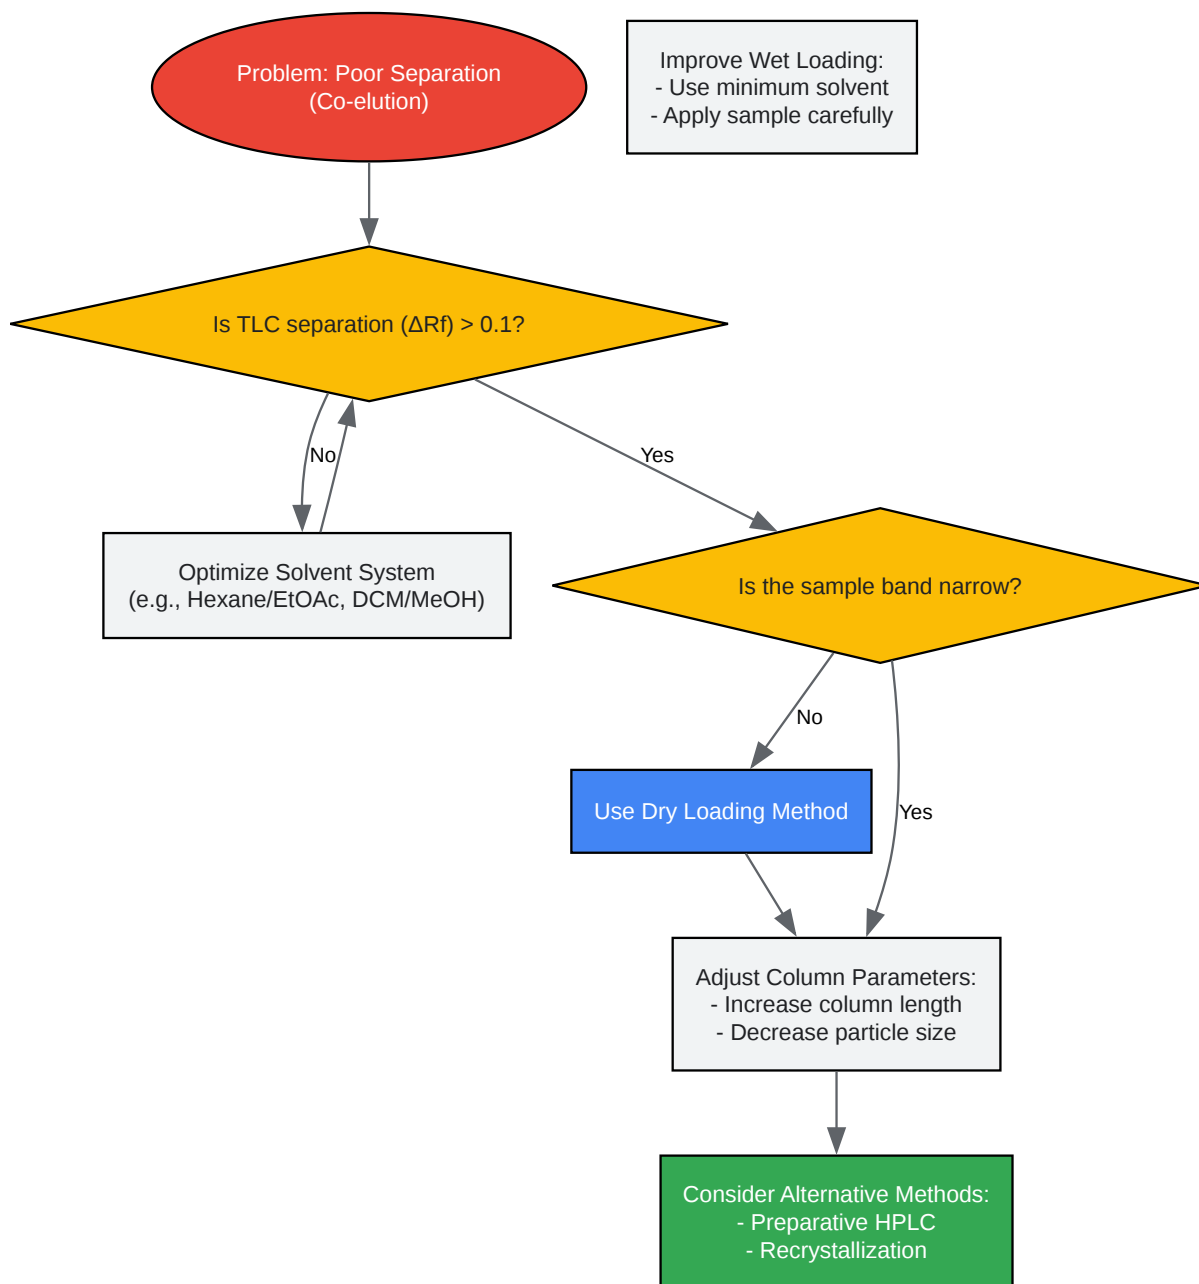 Problem: Poor Separation
(Co-elution)
Improve Wet Loading:
- Use minimum solvent
- Apply sample carefully
Is TLC separation (ΔRf) > 0.1?
No
Yes
Optimize Solvent System
(e.g., Hexane/EtOAc, DCM/MeOH)
Is the sample band narrow?
No
Use Dry Loading Method
Yes
Adjust Column Parameters:
- Increase column length
- Decrease particle size
Consider Alternative Methods:
- Preparative HPLC
- Recrystallization